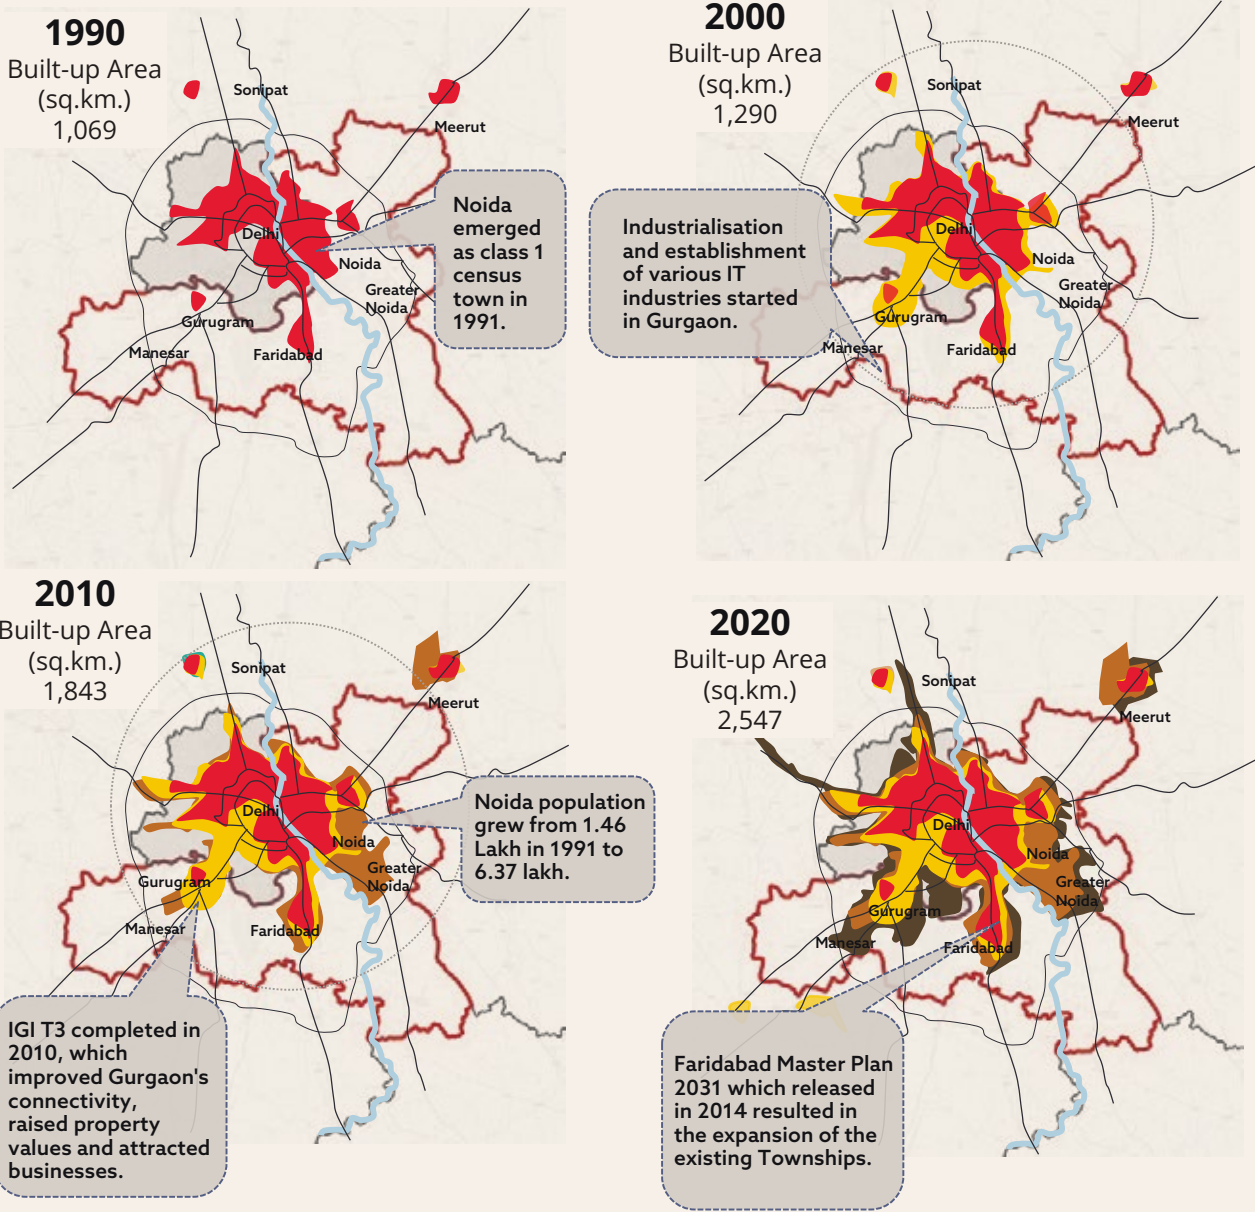 1990
Built-up Area
(sq.km.)
1,069
Sonipat
Meerut
Delhi
Noida
Greater
Noida
Gurugram
Manesar
Faridabad
Noida
emerged
as class 1
census
town in
1991.
2000
Built-up Area
(sq.km.)
1,290
Sonipat
Meerut
Delhi
Noida
Greater
Noida
Gurugram
Manesar
Faridabad
Industrialisation
and establishment
of various IT
industries started
in Gurgaon.
2010
Built-up Area
(sq.km.)
1,843
Sonipat
Meerut
Delhi
Noida
Greater
Noida
Gurugram
Manesar
Faridabad
Noida population
grew from 1.46
Lakh in 1991 to
6.37 lakh.
IGI T3 completed in
2010, which
improved Gurgaon's
connectivity,
raised property
values and attracted
businesses.
2020
Built-up Area
(sq.km.)
2,547
Sonipat
Meerut
Delhi
Noida
Greater
Noida
Gurugram
Manesar
Faridabad
Faridabad Master Plan
2031 which released
in 2014 resulted in
the expansion of the
existing Townships.